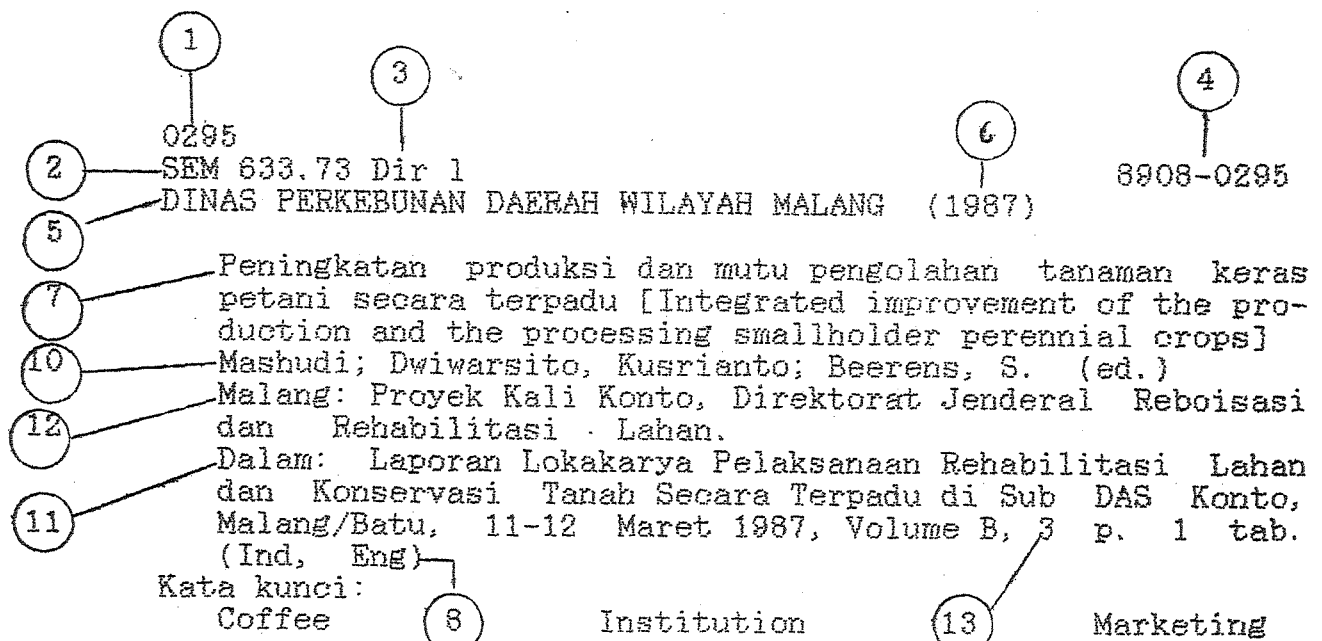 1
3
4
0295
6
2
SEM 633.73 Dir 1
8908-0295
DINAS PERKEBUNAN DAERAH WILAYAH MALANG (1987)
5
Peningkatan produksi dan mutu pengolahan tanaman keras
7
petani secara terpadu [Integrated improvement of the pro-
duction and the processing smallholder perennial crops]
10
Mashudi; Dwiwarsito, Kusrianto; Beerens, S. (ed.)
Malang: Proyek Kali Konto, Direktorat Jenderal Reboisasi
12
dan Rehabilitasi Lahan.
Dalam: Laporan Lokakarya Pelaksanaan Rehabilitasi Lahan
dan Konservasi Tanah Secara Terpadu di Sub DAS Konto,
11
Malang/Batu, 11-12 Maret 1987, Volume B, 3 p. 1 tab.
(Ind, Eng)
Kata kunci:
Coffee 8 Institution 13 Marketing